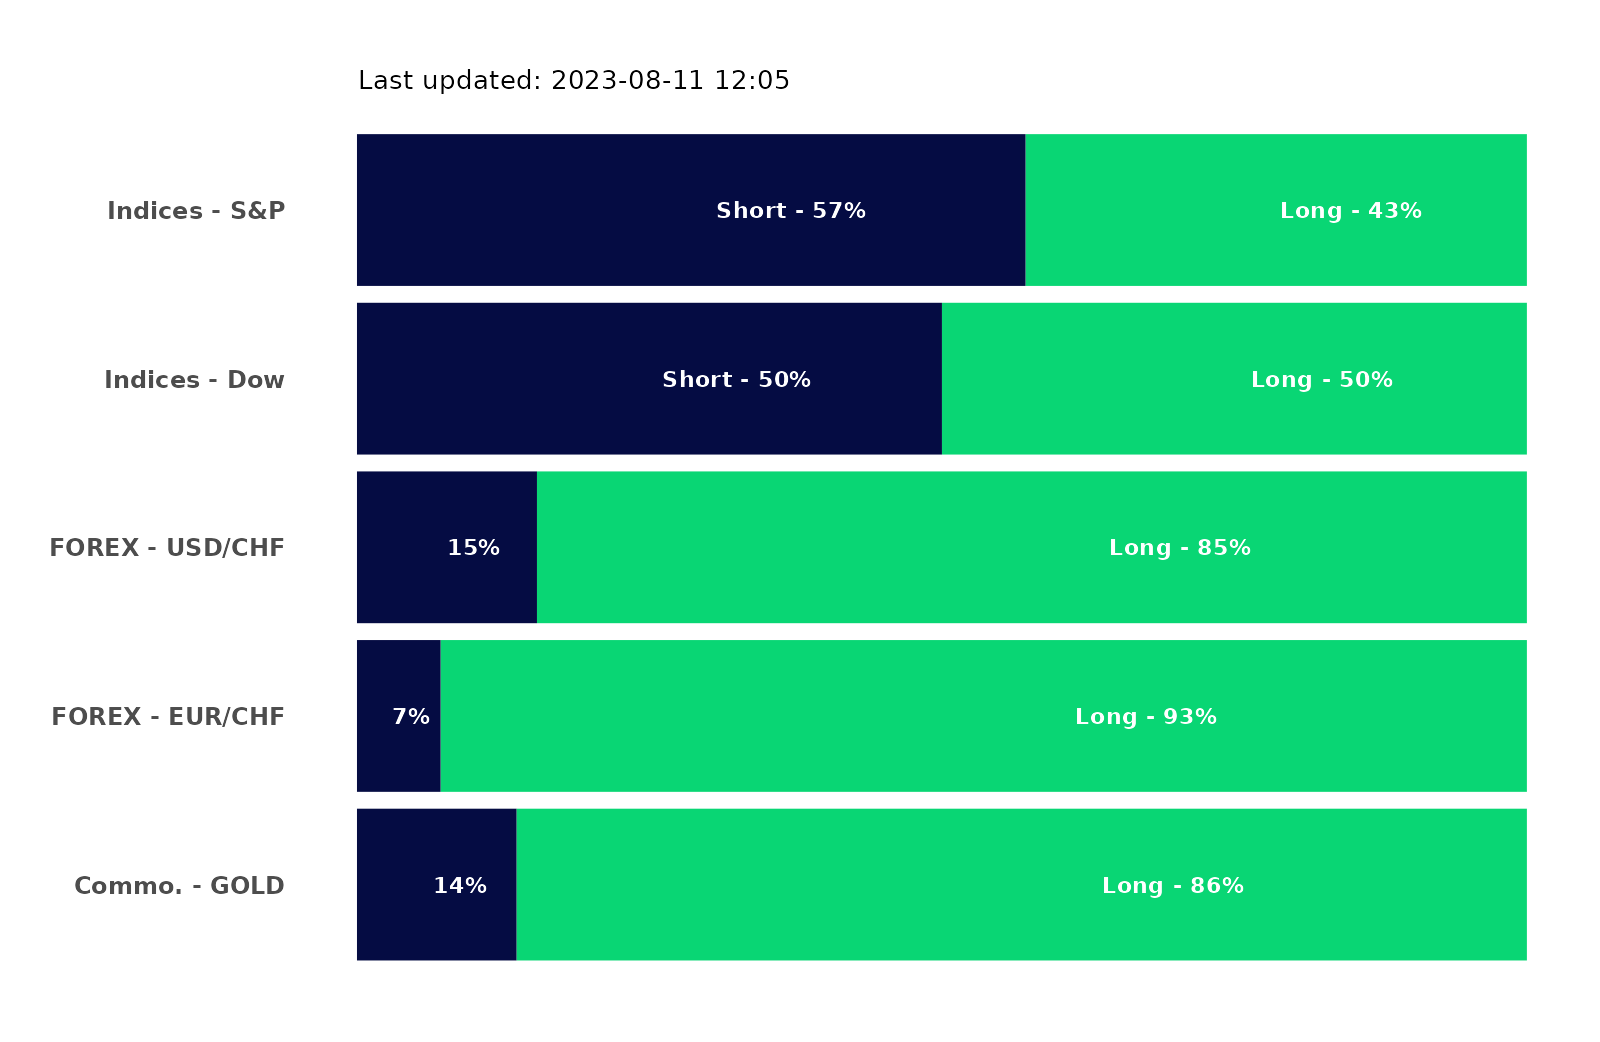 Last updated: 2023-08-11 12:05
Indices - S&P Short - 57% Long - 43%
Indices - Dow Short - 50% Long - 50%
FOREX - USD/CHF 15% Long - 85%
FOREX - EUR/CHF 7% Long - 93%
Commo. - GOLD 14% Long - 86%